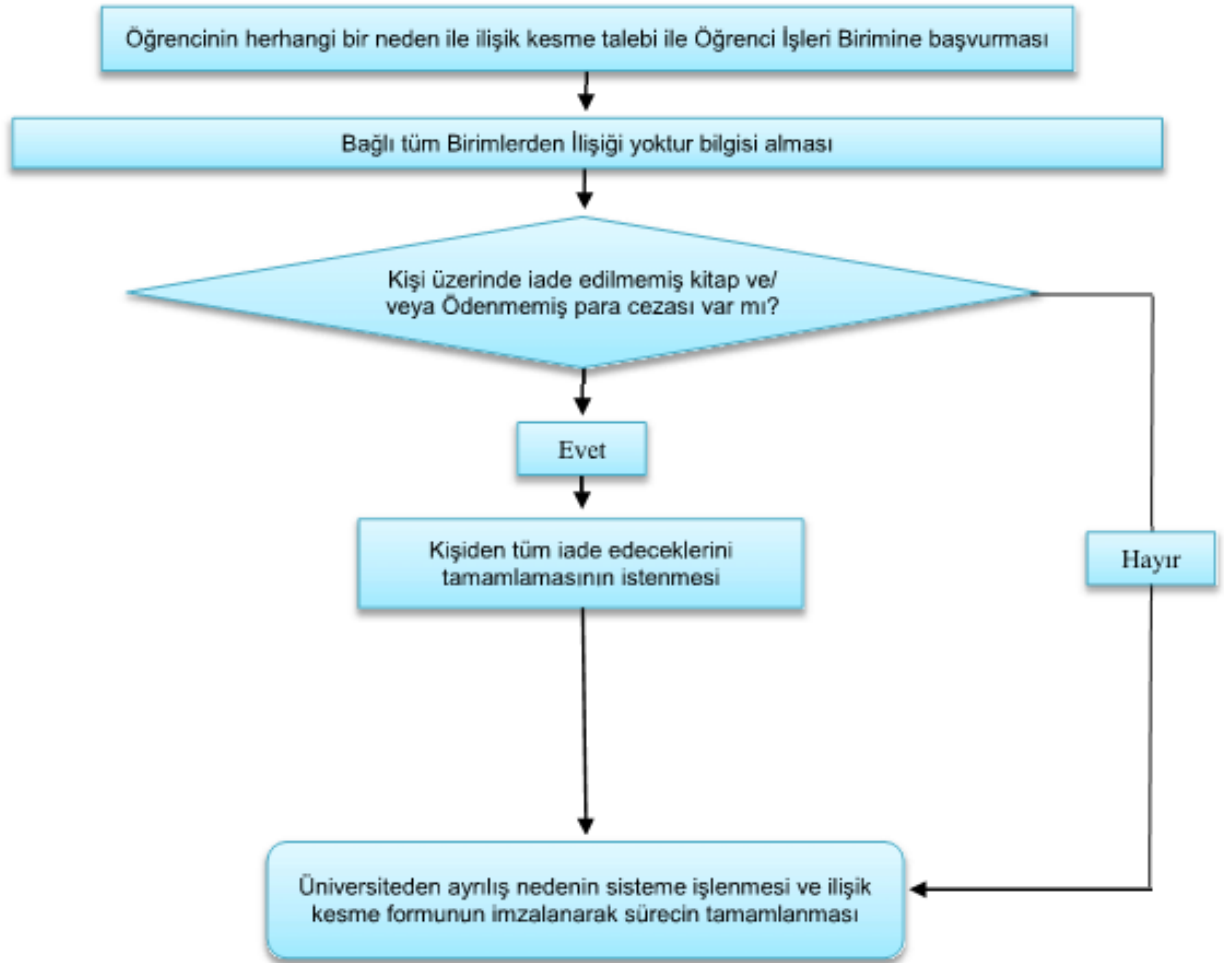 Öğrencinin herhangi bir neden ile ilişik kesme talebi ile Öğrenci İşleri Birimine başvurması
Bağlı tüm Birimlerden İlişiği yoktur bilgisi alması
Kişi üzerinde iade edilmemiş kitap ve/
veya Ödenmemiş para cezası var mı?
Evet
Kişiden tüm iade edeceklerini
tamamlamasının istenmesi
Hayır
Üniversiteden ayrılış nedenin sisteme işlenmesi ve ilişik
kesme formunun imzalanarak sürecin tamamlanması